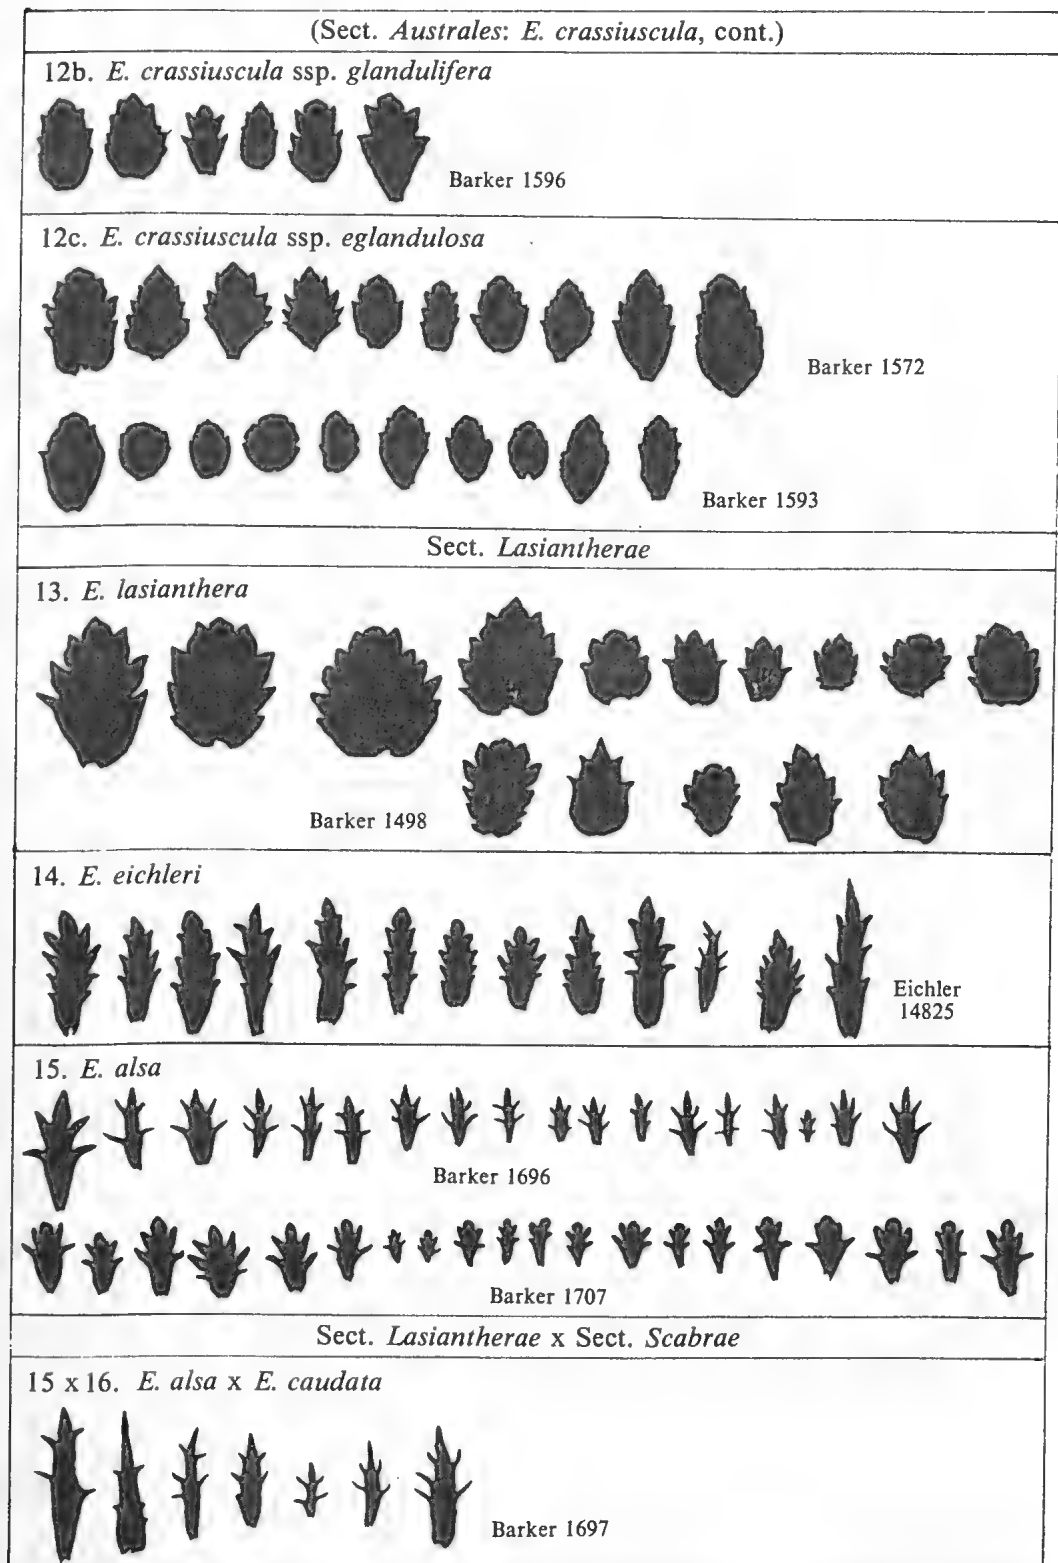 (Sect. Australes: E. crassiuscula, cont.)
12b. E. crassiuscula ssp. glandulifera
Barker 1596
12c. E. crassiuscula ssp. eglandulosa
Barker 1572
Barker 1593
Sect. Lasiantherae
13. E. lasianthera
Barker 1498
14. E. eichleri
Eichler
14825
15. E. alsa
Barker 1696
Barker 1707
Sect. Lasiantherae x Sect. Scabrae
15 x 16. E. alsa x E. caudata
Barker 1697